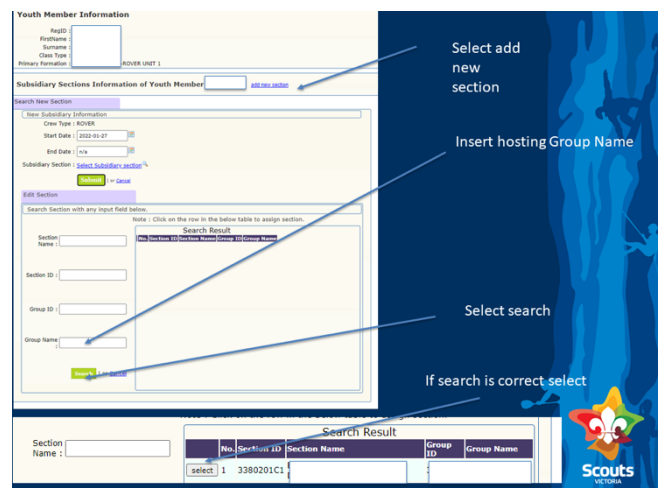 Youth Member Information
RegID :
FirstName :
Surname :
Class Type :
Primary Formation : ROVER UNIT 1
Subsidiary Sections Information of Youth Member add new section
Search New Section
New Subsidiary Information
Crew Type : ROVER
Start Date : 2022-01-27
End Date : n/a
Subsidiary Section : Select Subsidiary section
Submit or Cancel
Edit Section
Search Section with any input field below.
Note : Click on the row in the below table to assign section.
Search Result
No. Section ID Section Name Group ID Group Name
Section Name :
Section ID :
Group ID :
Group Name :
Search or Cancel
Select add
new
section
Insert hosting Group Name
Select search
If search is correct select
Search Result
Section Name :
No. Section ID Section Name Group ID Group Name
select 1 3380201C1
Scouts
VICTORIA